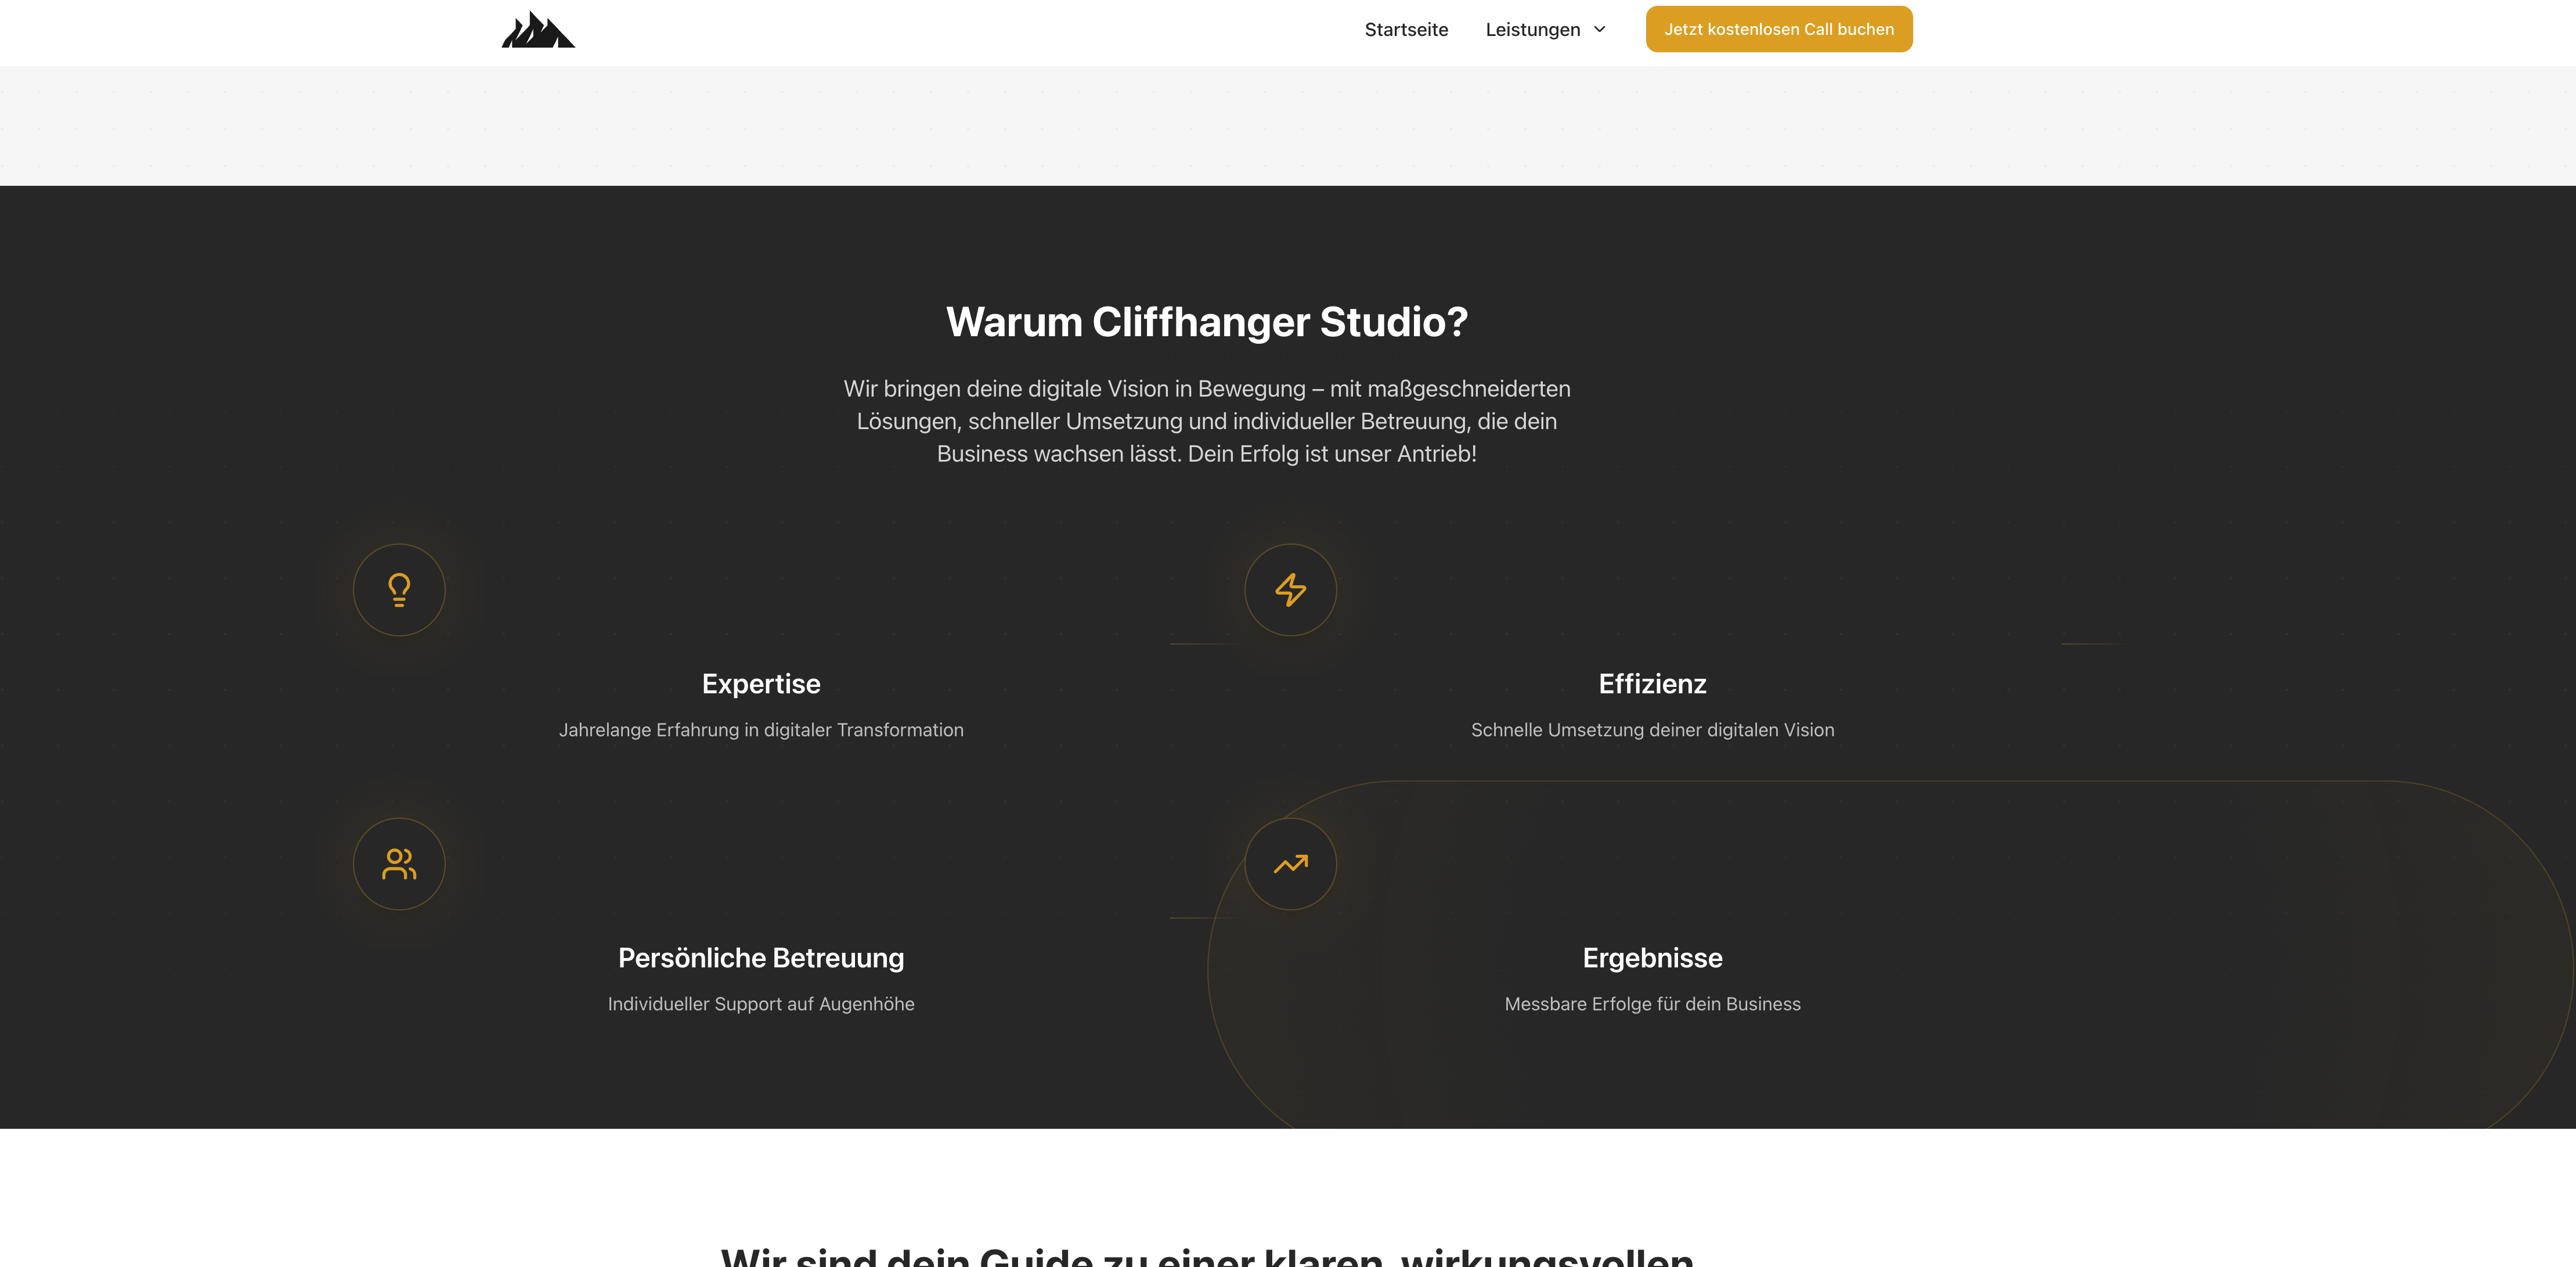 Startseite
Leistungen
Jetzt kostenlosen Call buchen
Warum Cliffhanger Studio?
Wir bringen deine digitale Vision in Bewegung – mit maßgeschneiderten
Lösungen, schneller Umsetzung und individueller Betreuung, die dein
Business wachsen lässt. Dein Erfolg ist unser Antrieb!
Expertise
Jahrelange Erfahrung in digitaler Transformation
Effizienz
Schnelle Umsetzung deiner digitalen Vision
Persönliche Betreuung
Individueller Support auf Augenhöhe
Ergebnisse
Messbare Erfolge für dein Business
Wir sind dein Guide zu einer klaren, wirkungsvollen